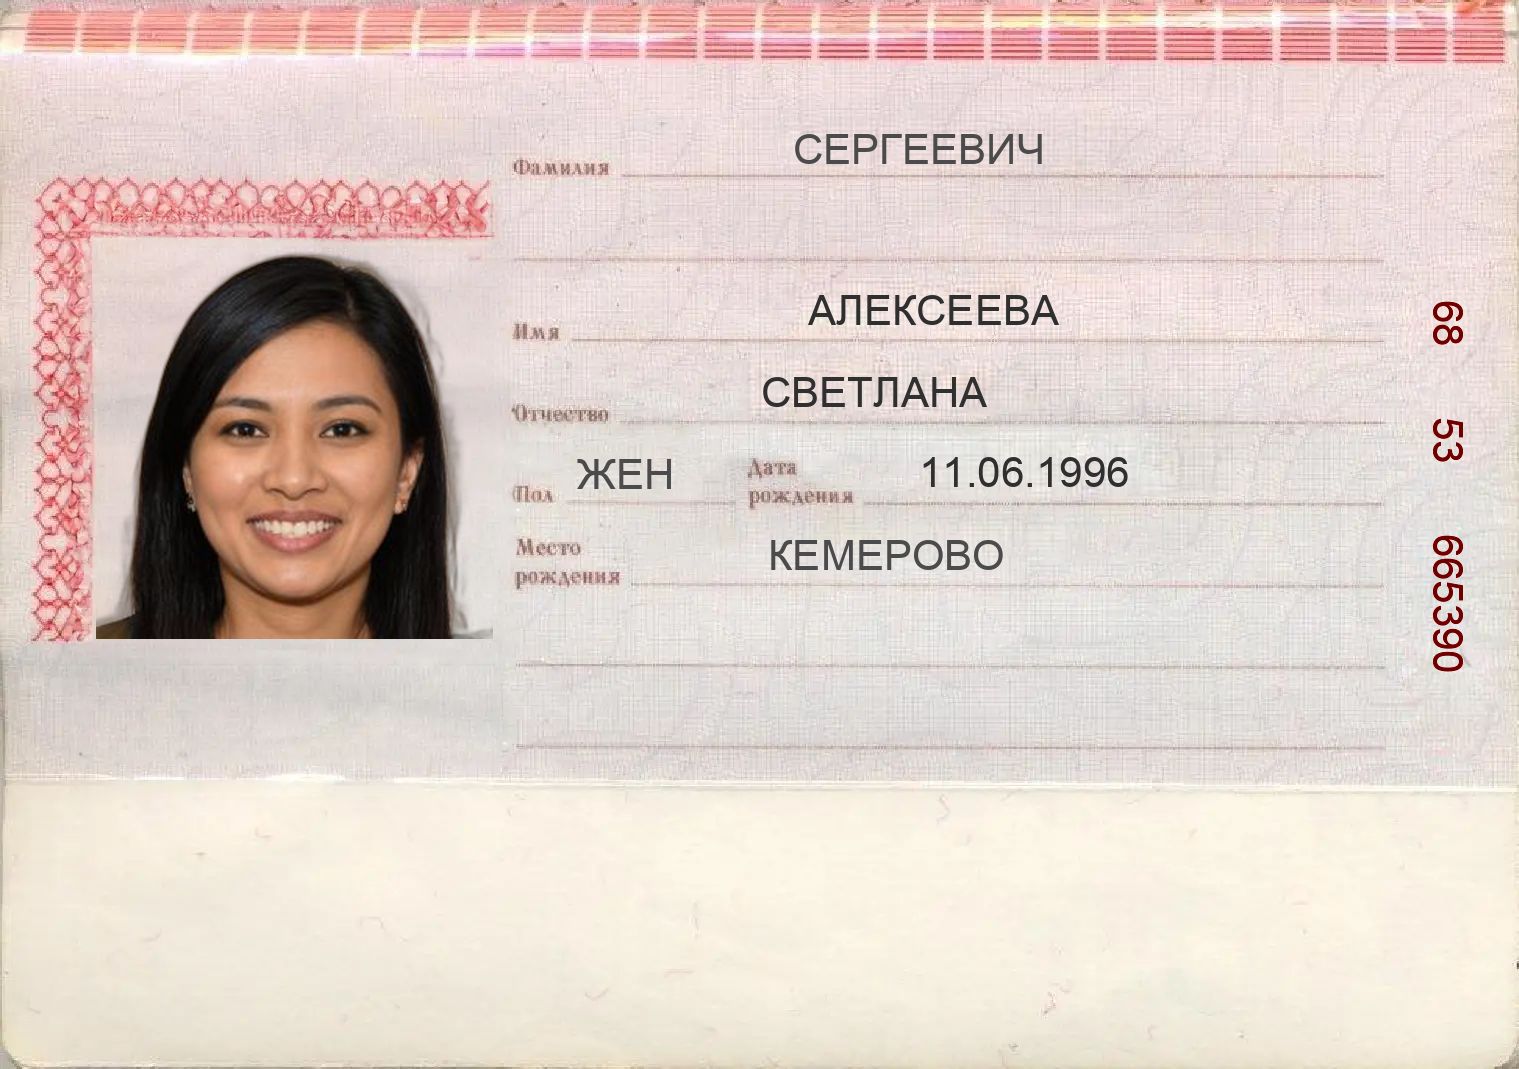 Фамилия СЕРГЕЕВИЧ
Имя АЛЕКСЕЕВА
Отчество СВЕТЛАНА
Пол ЖЕН Дата рождения 11.06.1996
Место рождения КЕМЕРОВО
68 53 665390